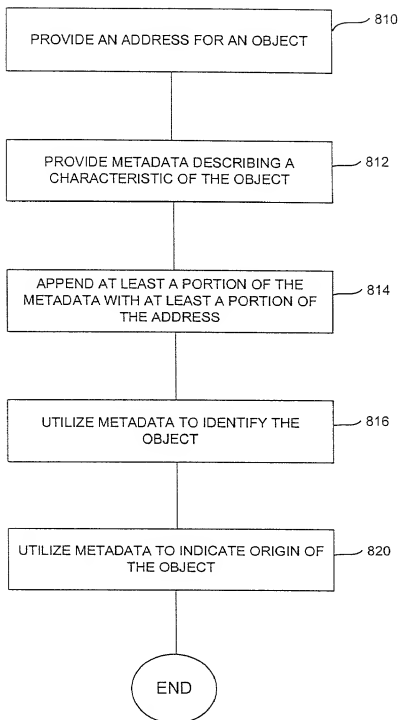 PROVIDE AN ADDRESS FOR AN OBJECT
810
PROVIDE METADATA DESCRIBING A
CHARACTERISTIC OF THE OBJECT
812
APPEND AT LEAST A PORTION OF THE
METADATA WITH AT LEAST A PORTION OF
THE ADDRESS
814
UTILIZE METADATA TO IDENTIFY THE
OBJECT
816
UTILIZE METADATA TO INDICATE ORIGIN OF
THE OBJECT
820
END